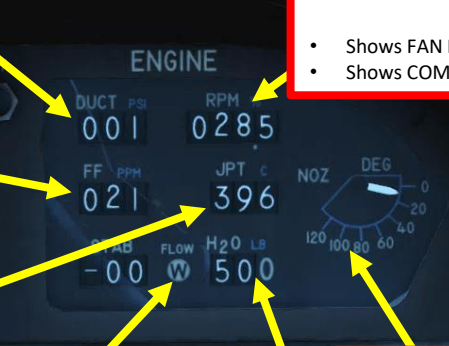 • Shows FAN
• Shows COM
ENGINE
DUCT PSI RPM
001 0285
FF PPM JPT C NOZ DEG
021 396 0
20
40
120 100 80 60
STAB FLOW H2O LB
-00 W 500